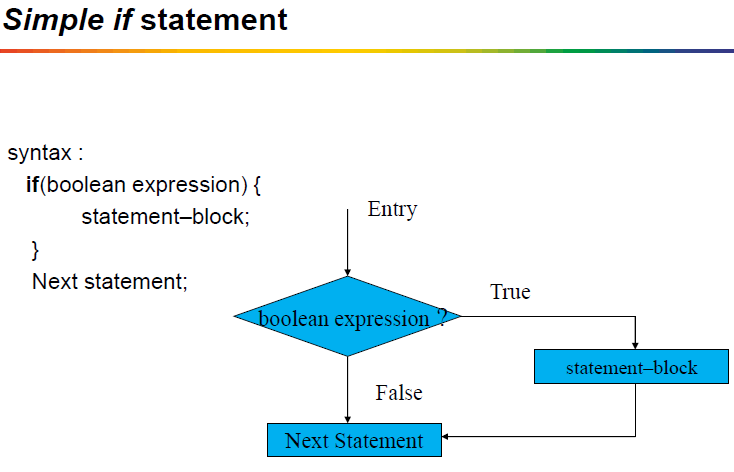 Simple if statement
syntax :
if(boolean expression) {
statement–block;
}
Next statement;
Entry
boolean expression ?
True
statement–block
False
Next Statement